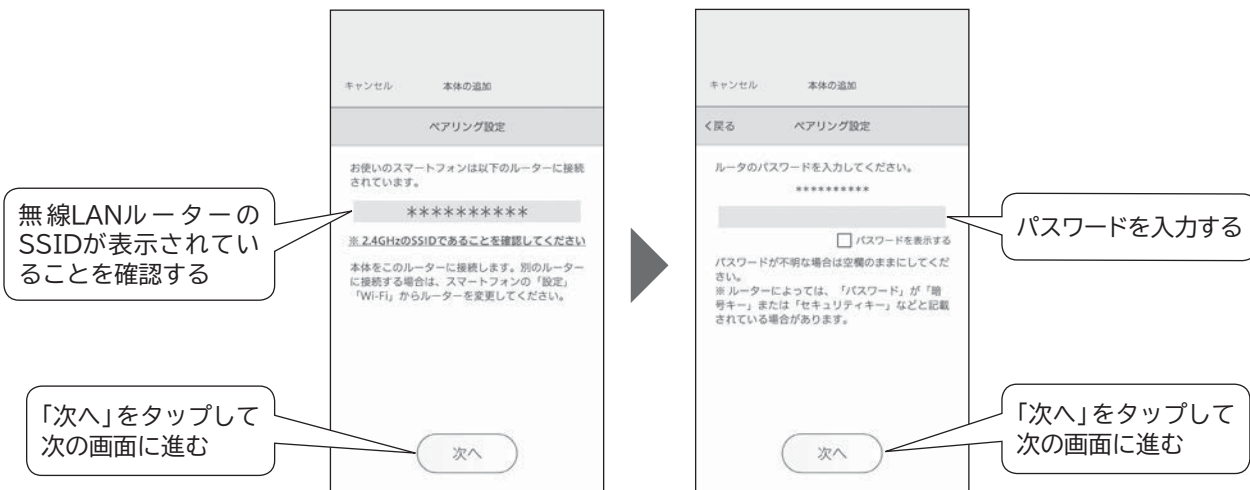 キャンセル 本体の追加
ペアリング設定
お使いのスマートフォンは以下のルーターに接続
されています。
**********
※ 2.4GHzのSSIDであることを確認してください
本体をこのルーターに接続します。別のルーター
に接続する場合は、スマートフォンの「設定」
「Wi-Fi」からルーターを変更してください。
次へ
無線LANルーターの
SSIDが表示されてい
ることを確認する
「次へ」をタップして
次の画面に進む
キャンセル 本体の追加
く戻る ペアリング設定
ルータのパスワードを入力してください。
**********
パスワードを表示する
パスワードが不明な場合は空欄のままにしてくだ
さい。
※ ルーターによっては、「パスワード」が「暗
号キー」または「セキュリティキー」などと記載
されている場合があります。
次へ
パスワードを入力する
「次へ」をタップして
次の画面に進む